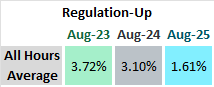 Regulation-Up
Aug-23 Aug-24 Aug-25
All Hours Average 3.72% 3.10% 1.61%